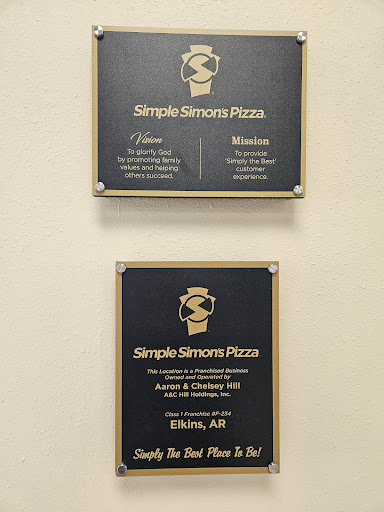 Simple Simon's Pizza®
Vision
To glorify God
by promoting family
values and helping
others succeed.
Mission
To provide
'Simply the Best'
customer
experience.
Simple Simon's Pizza
This Location is a Franchised Business
Owned and Operated by
Aaron & Chelsey Hill
A&C Hill Holdings, Inc.
Class 1 Franchise #F-234
Elkins, AR
Simply The Best Place To Be!